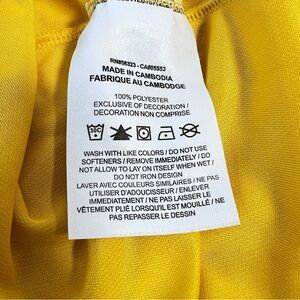 RN#56323 - CA#05553
MADE IN CAMBODIA
FABRIQUE AU CAMBODGE
100% POLYESTER
EXCLUSIVE OF DECORATION /
DECORATION NON COMPRISE
WASH WITH LIKE COLORS / DO NOT USE
SOFTENERS / REMOVE IMMEDIATELY / DO
NOT ALLOW TO LAY ON ITSELF WHEN WET /
DO NOT IRON DESIGN
LAVER AVEC COULEURS SIMILAIRES / NE PAS
UTILISER D'ADOUCISSEUR / ENLEVER
IMMEDIATEMENT / NE PAS LAISSER LE
VÊTEMENT PLIÉ LORSQU'IL EST MOUILLÉ / NE
PAS REPASSER LE DESSIN